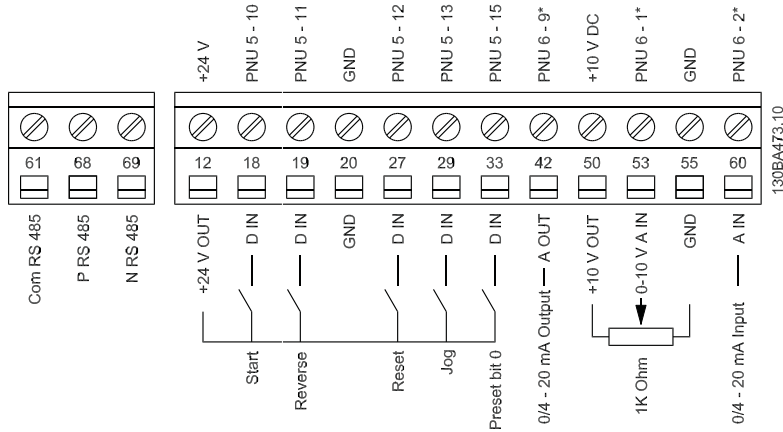 +24 V
PNU 5 - 10
PNU 5 - 11
GND
PNU 5 - 12
PNU 5 - 13
PNU 5 - 15
PNU 6 - 9*
+10 V DC
PNU 6 - 1*
GND
PNU 6 - 2*
61 68 69
12 18 19 20 27 29 33 42 50 53 55 60
130BA473.10
Com RS 485
P RS 485
N RS 485
+24 V OUT
D IN
D IN
GND
D IN
D IN
D IN
0/4 - 20 mA Output — A OUT
+10 V OUT
0-10 V A IN
GND
0/4 - 20 mA Input — A IN
Start
Reverse
Reset
Jog
Preset bit 0
1K Ohm